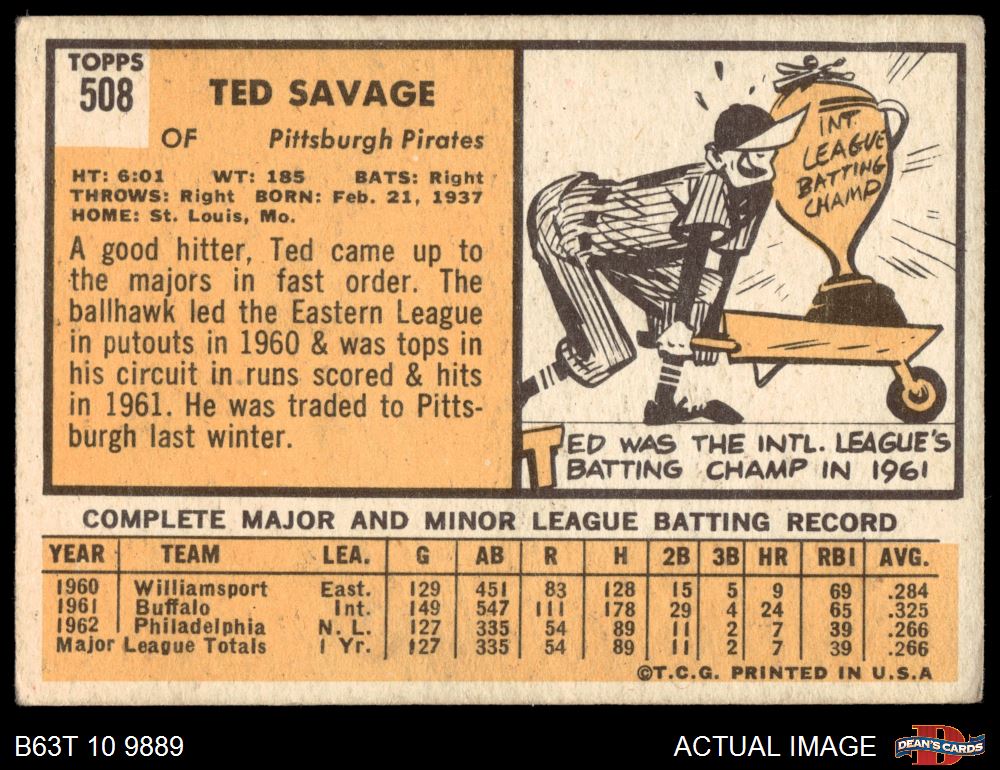 TOPPS
508
TED SAVAGE
OF Pittsburgh Pirates
HT: 6:01 WT: 185 BATS: Right
THROWS: Right BORN: Feb. 21, 1937
HOME: St. Louis, Mo.
A good hitter, Ted came up to
the majors in fast order. The
ballhawk led the Eastern League
in putouts in 1960 & was tops in
his circuit in runs scored & hits
in 1961. He was traded to Pitts-
burgh last winter.
INT.
LEAGUE
BATTING
CHAMP
TED WAS THE INTL. LEAGUE'S
BATTING CHAMP IN 1961
COMPLETE MAJOR AND MINOR LEAGUE BATTING RECORD
YEAR TEAM LEA. G AB R H 2B 3B HR RBI AVG.
1960 Williamsport East. 129 451 83 128 15 5 9 69 .284
1961 Buffalo Int. 149 547 111 178 29 4 24 65 .325
1962 Philadelphia N. L. 127 335 54 89 11 2 7 39 .266
Major League Totals 1 Yr. 127 335 54 89 11 2 7 39 .266
©T.C.G. PRINTED IN U.S.A
B63T 10 9889
ACTUAL IMAGE
D
DEAN'S CARDS